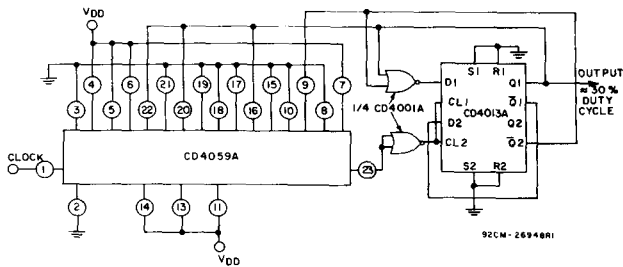 VDD
4 6 21 19 17 15 9 7
3 5 22 20 18 16 10 8
CLOCK 1
CD4059A
23
2 14 13 11
VDD
1/4 CD4001A
S1 R1
D1 Q1
CL1 Q̅1
CD4013A
D2 Q2
CL2 Q̅2
S2 R2
OUTPUT
≈ 30 %
DUTY
CYCLE
92CM-26948R1